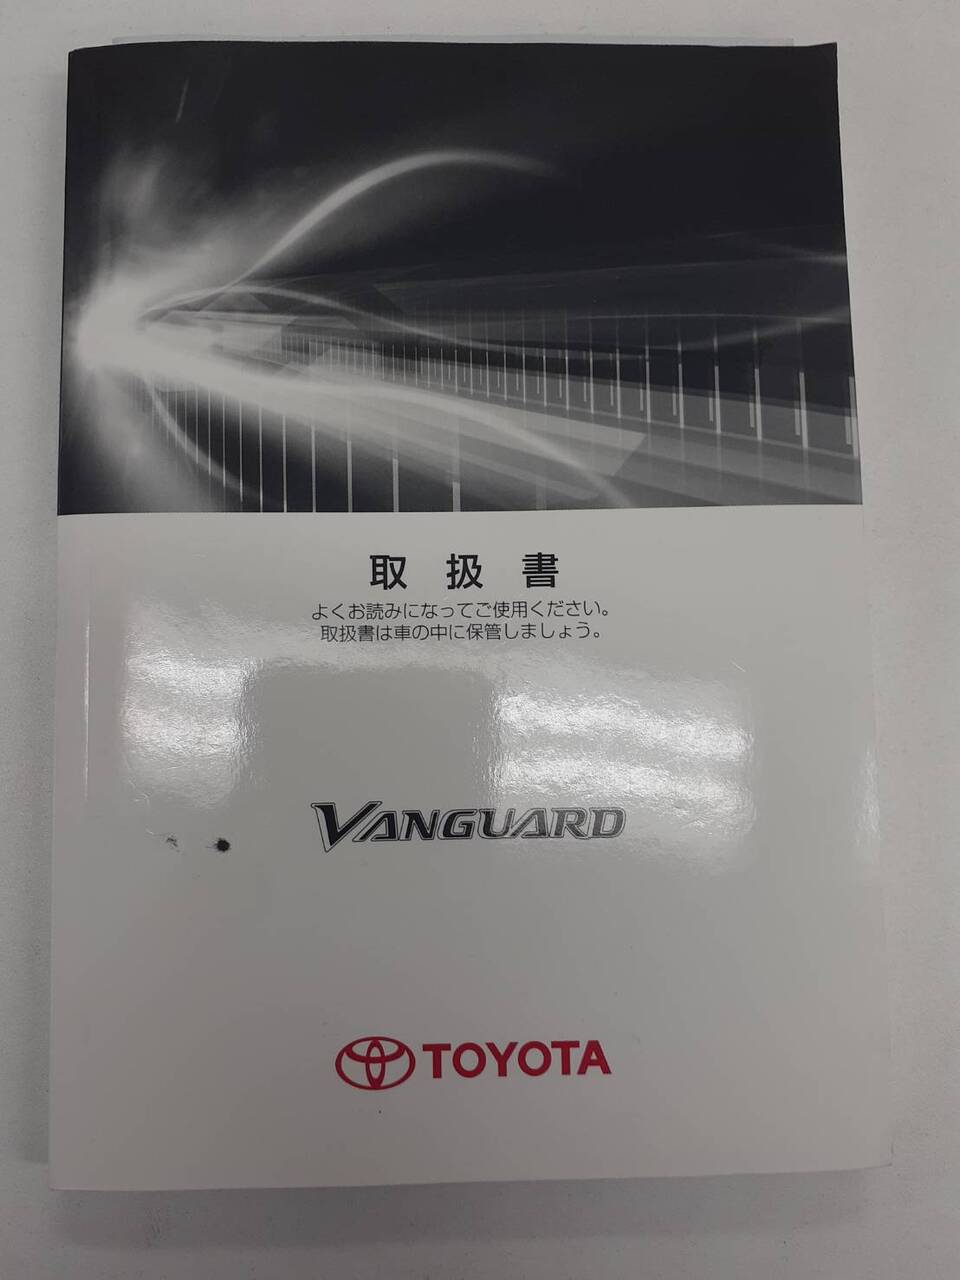 取扱書
よくお読みになってご使用ください。
取扱書は車の中に保管しましょう。
VANGUARD
TOYOTA